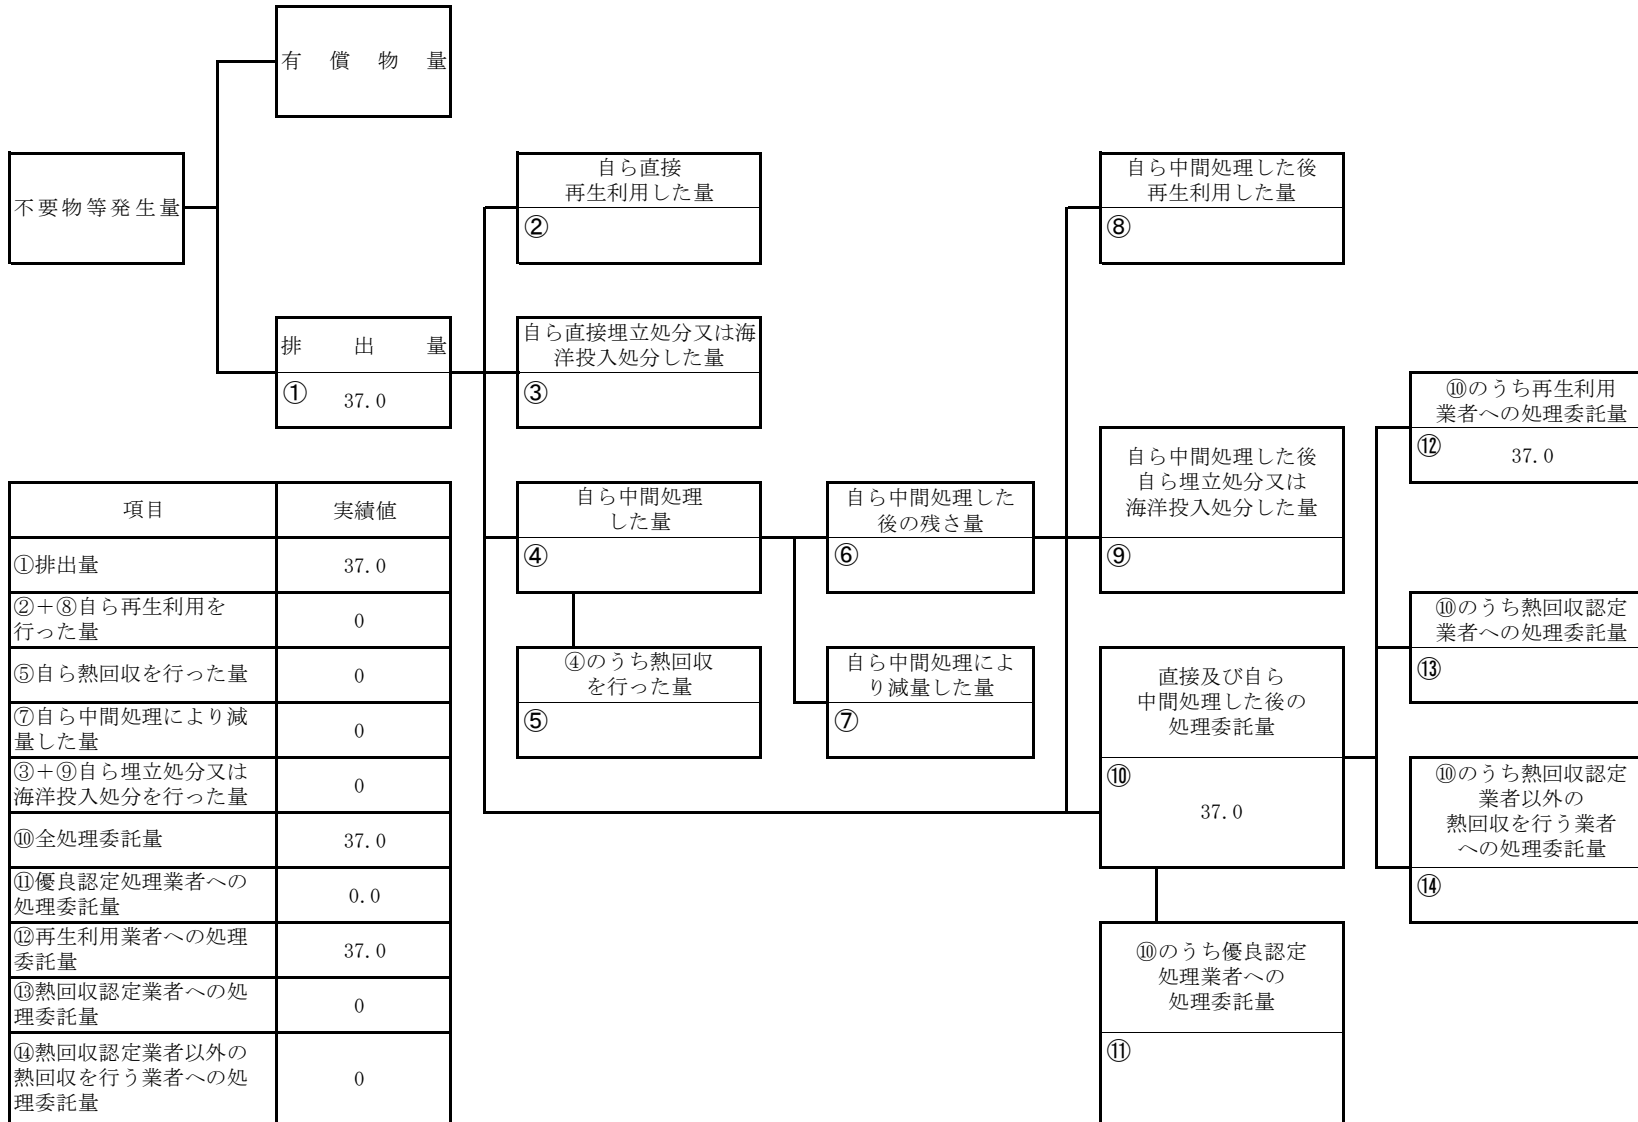 有償物量
不要物等発生量
排出量
① 37.0
自ら直接
再生利用した量
②
自ら直接埋立処分又は海
洋投入処分した量
③
自ら中間処理
した量
④
④のうち熱回収
を行った量
⑤
自ら中間処理した
後の残さ量
⑥
自ら中間処理によ
り減量した量
⑦
自ら中間処理した後
再生利用した量
⑧
自ら中間処理した後
自ら埋立処分又は
海洋投入処分した量
⑨
直接及び自ら
中間処理した後の
処理委託量
⑩
37.0
⑩のうち優良認定
処理業者への
処理委託量
⑪
⑩のうち再生利用
業者への処理委託量
⑫ 37.0
⑩のうち熱回収認定
業者への処理委託量
⑬
⑩のうち熱回収認定
業者以外の
熱回収を行う業者
への処理委託量
⑭
項目 実績値
①排出量 37.0
②+⑧自ら再生利用を
行った量 0
⑤自ら熱回収を行った量 0
⑦自ら中間処理により減
量した量 0
③+⑨自ら埋立処分又は
海洋投入処分を行った量 0
⑩全処理委託量 37.0
⑪優良認定処理業者への
処理委託量 0.0
⑫再生利用業者への処理
委託量 37.0
⑬熱回収認定業者への処
理委託量 0
⑭熱回収認定業者以外の
熱回収を行う業者への処
理委託量 0